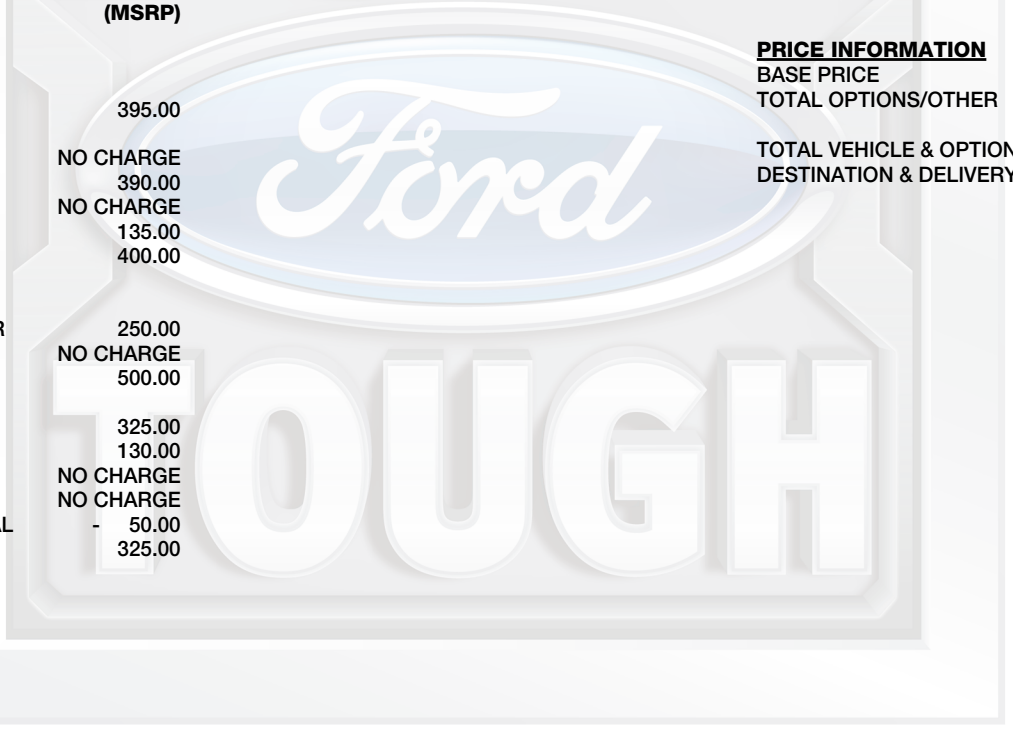 (MSRP)
395.00
NO CHARGE
390.00
NO CHARGE
135.00
400.00
R 250.00
NO CHARGE
500.00
325.00
130.00
NO CHARGE
NO CHARGE
AL - 50.00
325.00
PRICE INFORMATION
BASE PRICE
TOTAL OPTIONS/OTHER
TOTAL VEHICLE & OPTION
DESTINATION & DELIVERY
Ford
TOUGH